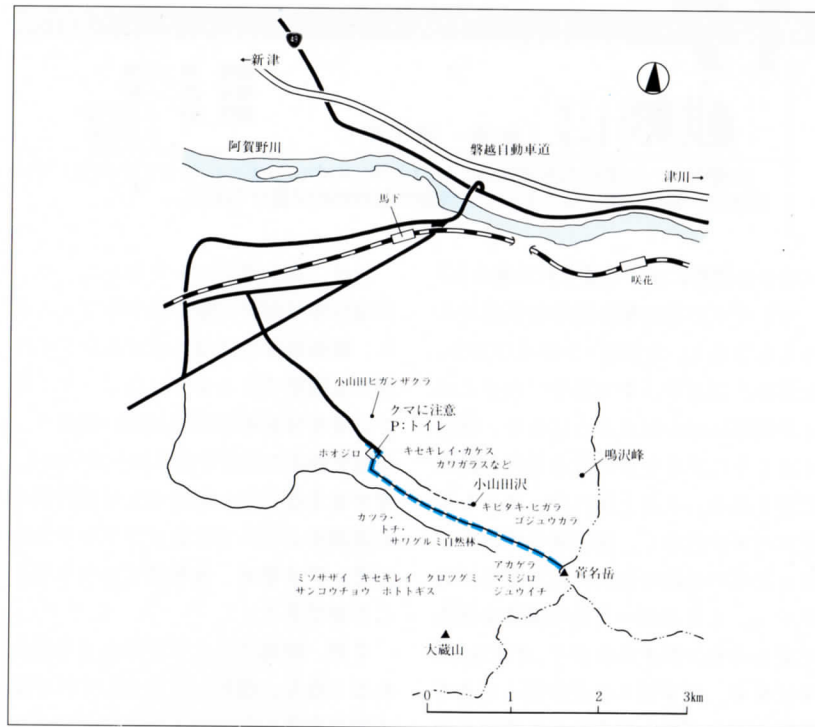 49
←新津
阿賀野川
磐越自動車道
津川→
馬下
咲花
小山田ヒガンザクラ
クマに注意
P:トイレ
ホオジロ
キセキレイ・カケス
カワガラスなど
鳴沢峰
小山田沢
キビタキ・ヒガラ
ゴジュウカラ
カツラ・
トチ・
サワグルミ自然林
アカゲラ
ミソサザイ キセキレイ クロツグミ マミジロ
サンコウチョウ ホトトギス ジュウイチ
菅名岳
大蔵山
0 1 2 3km